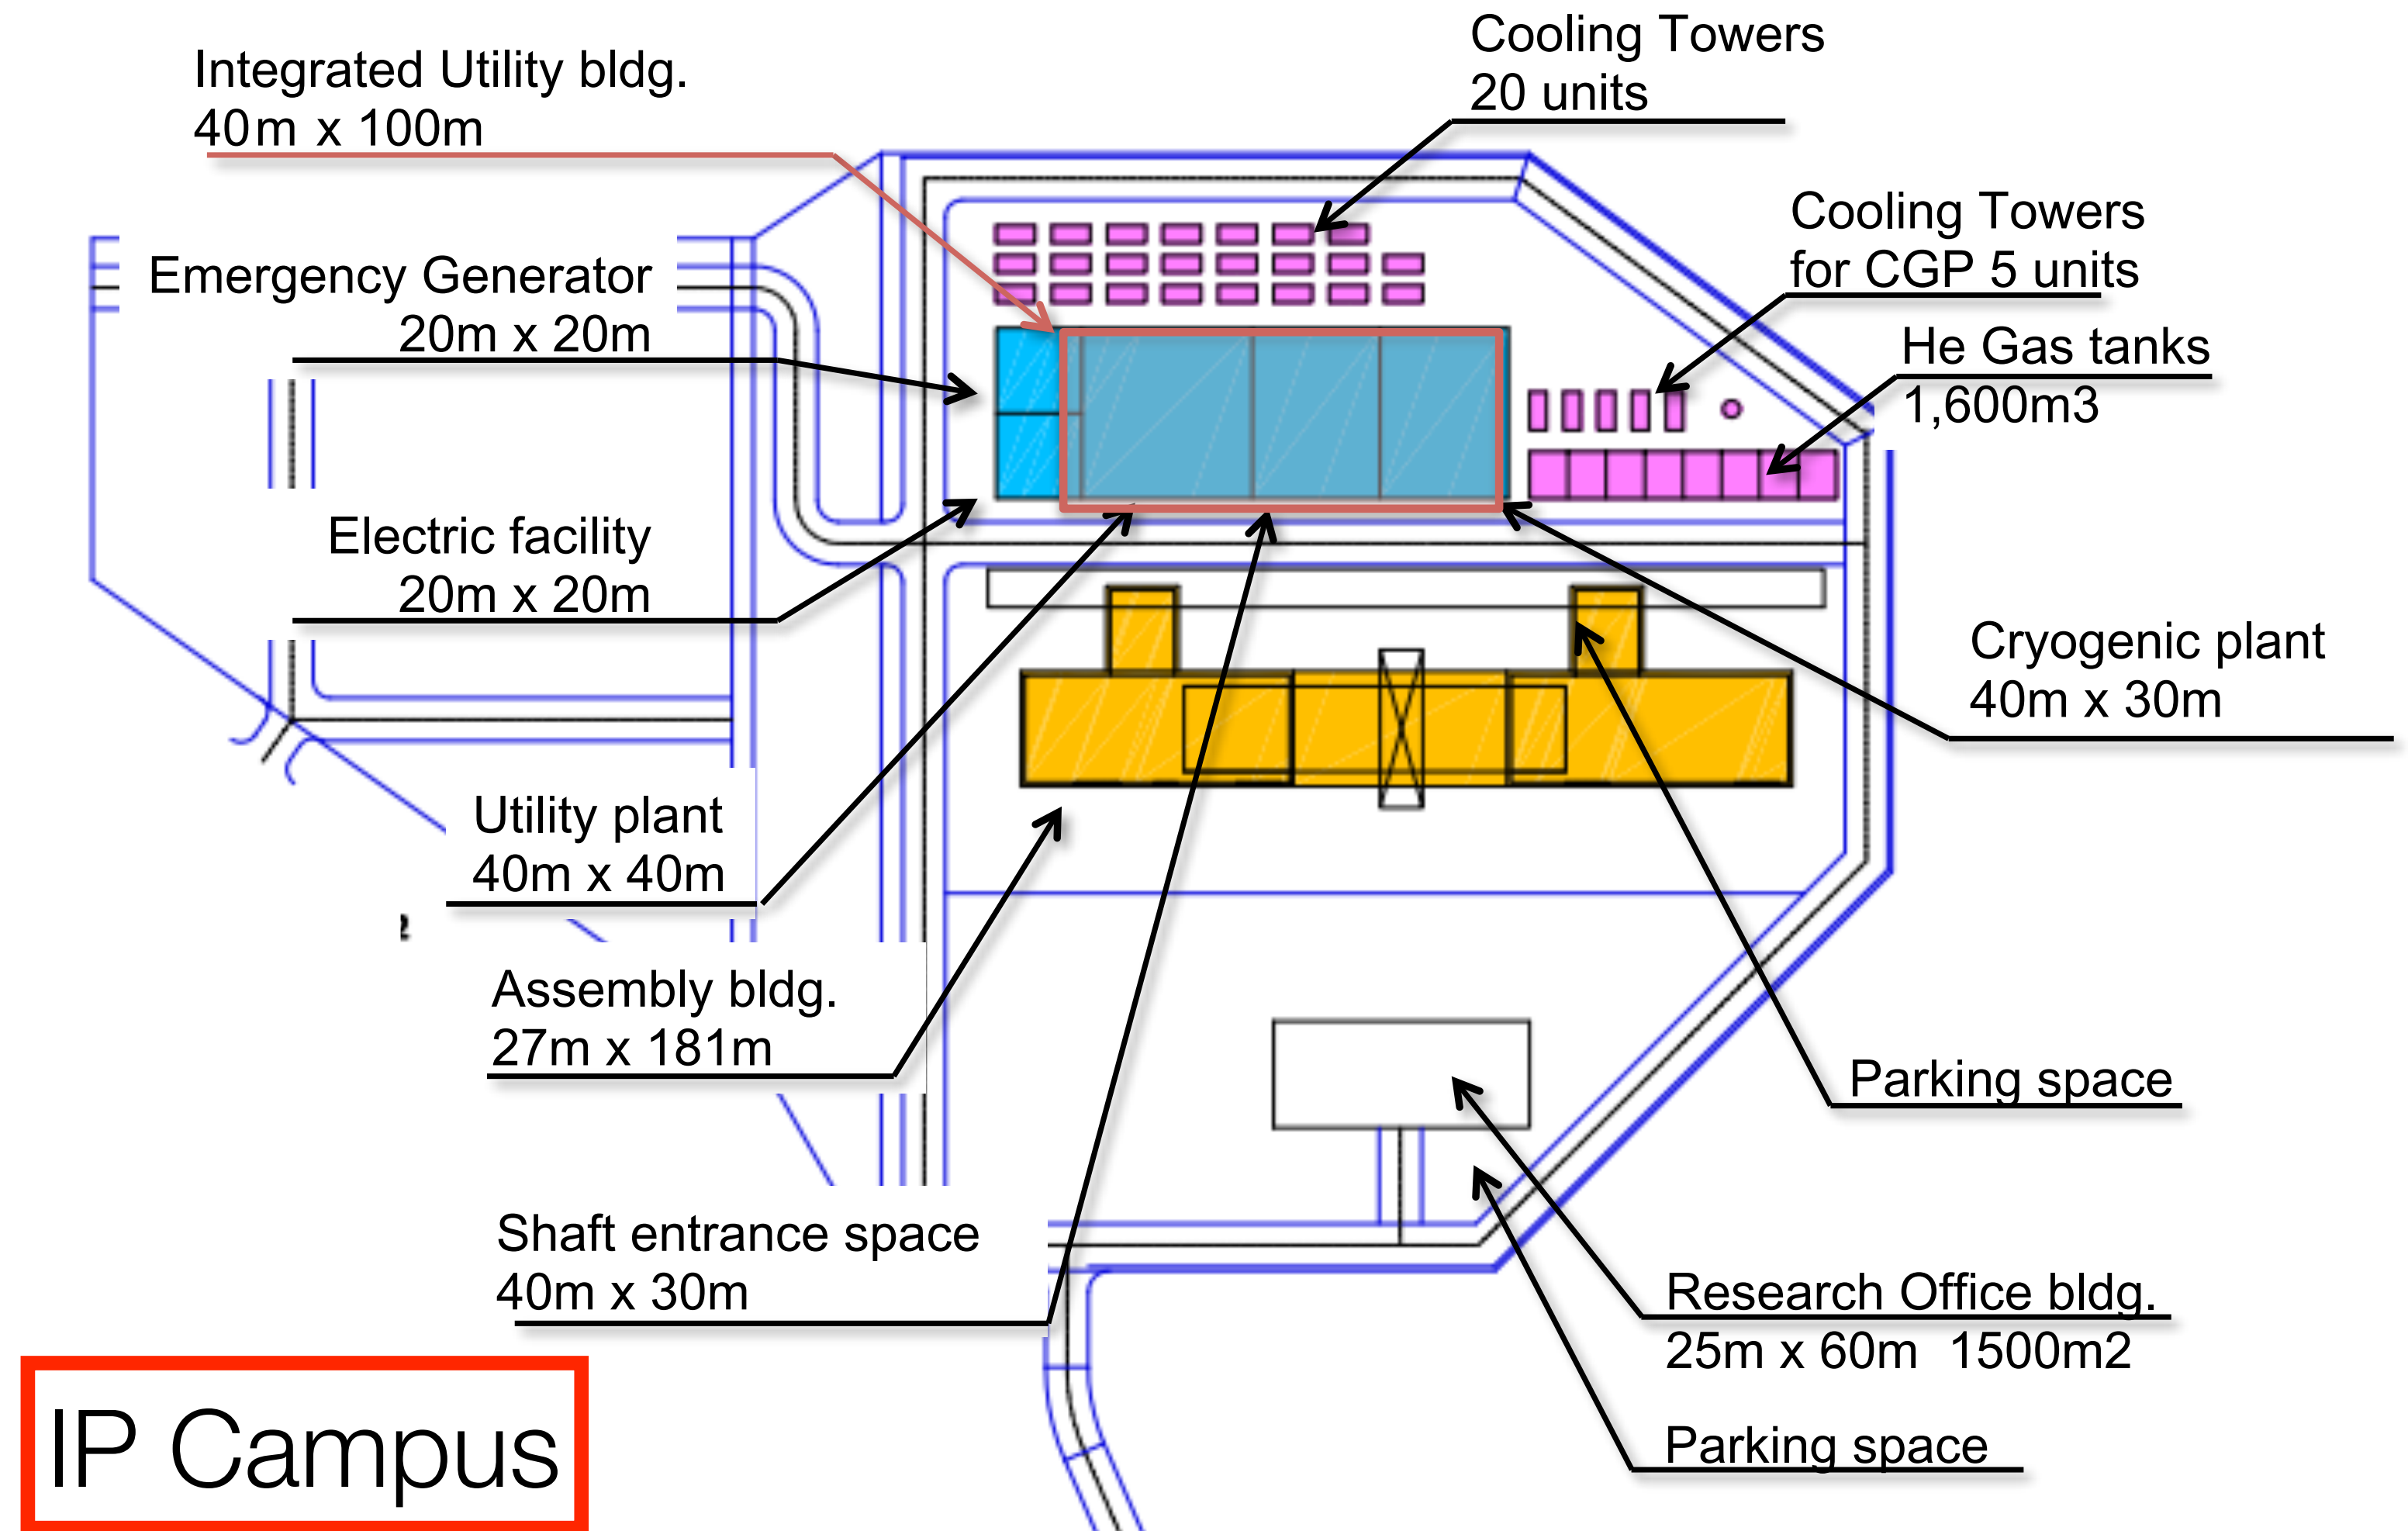 Cooling Towers
20 units
Integrated Utility bldg.
40m x 100m
Cooling Towers
for CGP 5 units
Emergency Generator
20m x 20m
He Gas tanks
1,600m3
Electric facility
20m x 20m
Cryogenic plant
40m x 30m
Utility plant
40m x 40m
2
Assembly bldg.
27m x 181m
Parking space
Shaft entrance space
40m x 30m
Research Office bldg.
25m x 60m 1500m2
Parking space
IP Campus